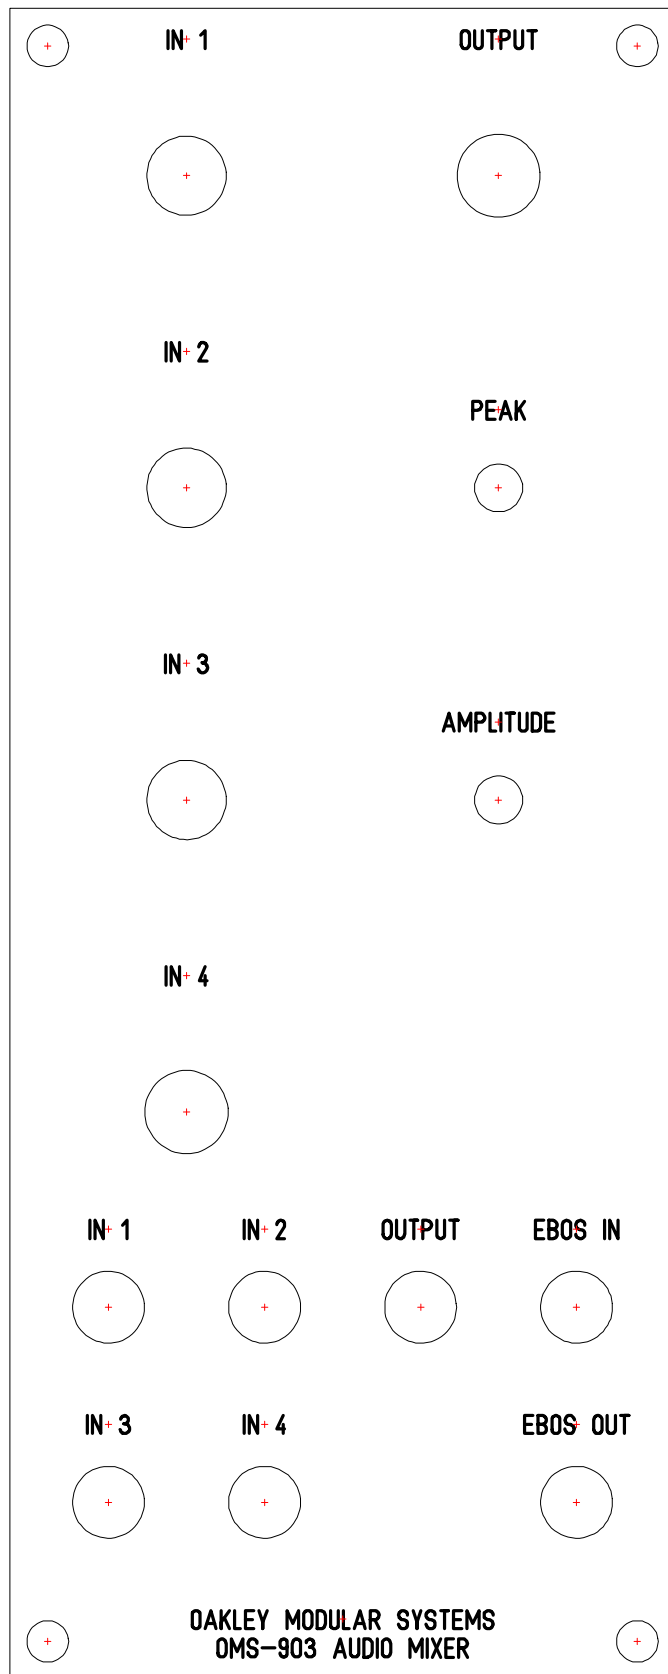 IN 1
OUTPUT
IN 2
PEAK
IN 3
AMPLITUDE
IN 4
IN 1 IN 2 OUTPUT EBOS IN
IN 3 IN 4 EBOS OUT
OAKLEY MODULAR SYSTEMS
OMS-903 AUDIO MIXER